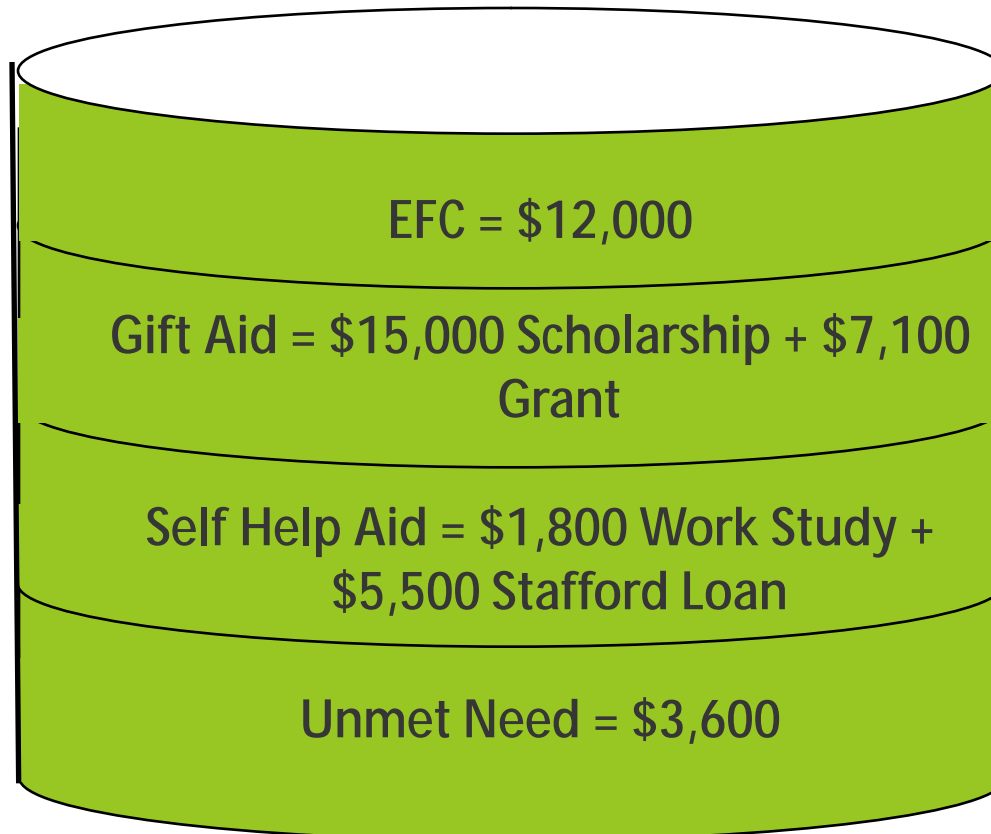 EFC = $12,000
Gift Aid = $15,000 Scholarship + $7,100
Grant
Self Help Aid = $1,800 Work Study +
$5,500 Stafford Loan
Unmet Need = $3,600